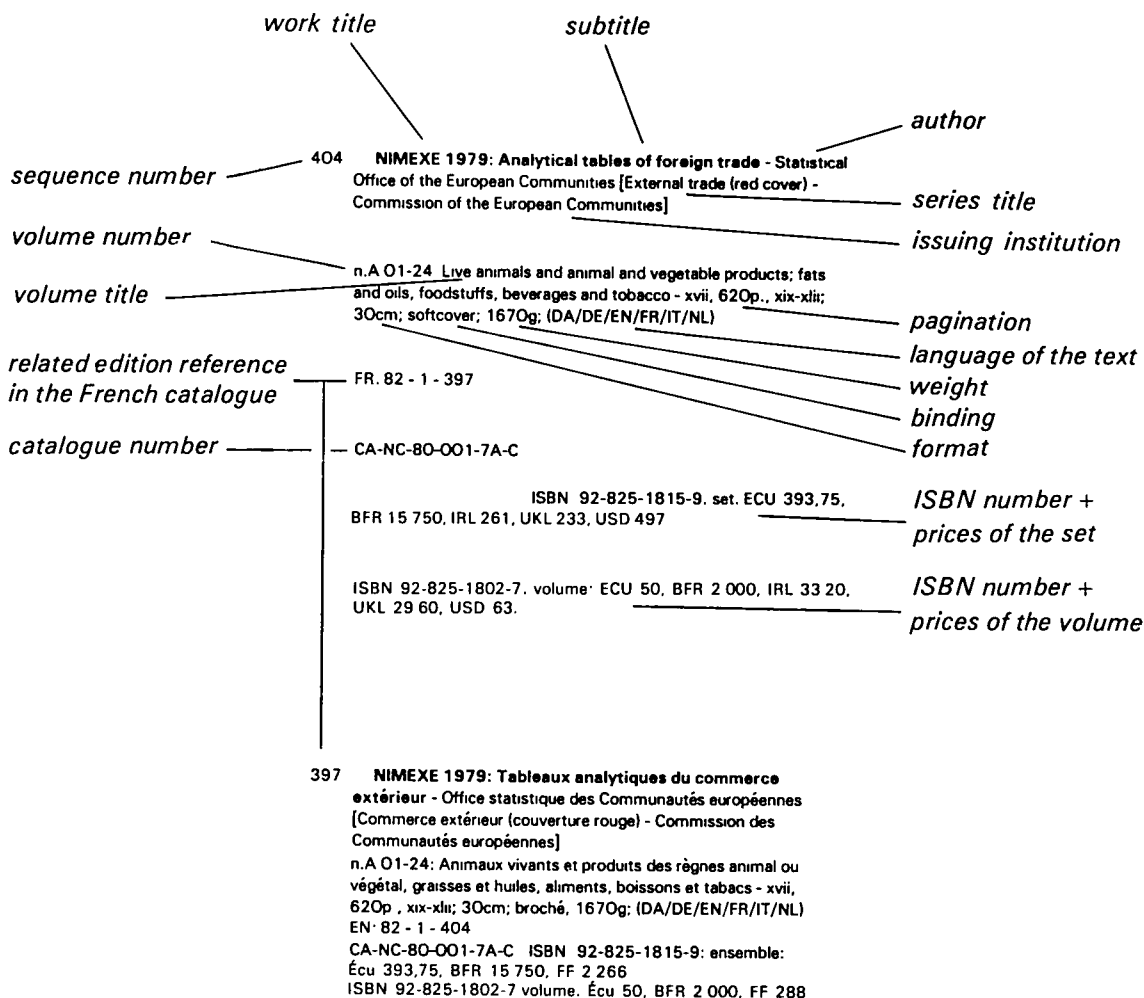 work title
subtitle
author
404 NIMEXE 1979: Analytical tables of foreign trade - Statistical
sequence number
Office of the European Communities [External trade (red cover) -
Commission of the European Communities]
series title
issuing institution
volume number
n.A 01-24 Live animals and animal and vegetable products; fats
volume title
and oils, foodstuffs, beverages and tobacco - xvii, 620p., xix-xlii;
30cm; softcover; 1670g; (DA/DE/EN/FR/IT/NL)
pagination
language of the text
related edition reference
in the French catalogue
FR. 82 - 1 - 397
weight
binding
format
catalogue number
CA-NC-80-001-7A-C
ISBN 92-825-1815-9. set. ECU 393,75,
BFR 15 750, IRL 261, UKL 233, USD 497
ISBN number +
prices of the set
ISBN 92-825-1802-7. volume· ECU 50, BFR 2 000, IRL 33 20,
UKL 29 60, USD 63.
ISBN number +
prices of the volume
397 NIMEXE 1979: Tableaux analytiques du commerce
extérieur - Office statistique des Communautés européennes
[Commerce extérieur (couverture rouge) - Commission des
Communautés européennes]
n.A 01-24: Animaux vivants et produits des règnes animal ou
végétal, graisses et huiles, aliments, boissons et tabacs - xvii,
620p , xix-xlii; 30cm; broché, 1670g; (DA/DE/EN/FR/IT/NL)
EN· 82 - 1 - 404
CA-NC-80-001-7A-C ISBN 92-825-1815-9: ensemble:
Écu 393,75, BFR 15 750, FF 2 266
ISBN 92-825-1802-7 volume. Écu 50, BFR 2 000, FF 288